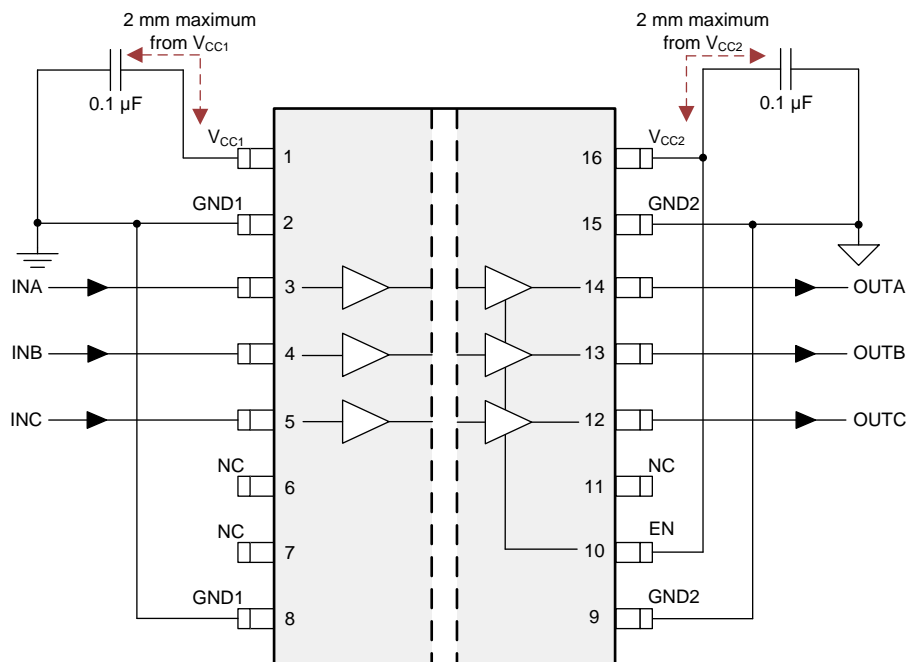 2 mm maximum
from VCC1
2 mm maximum
from VCC2
0.1 µF
0.1 µF
VCC1
1
16
VCC2
GND1
2
15
GND2
INA
3
14
OUTA
INB
4
13
OUTB
INC
5
12
OUTC
NC
6
11
NC
NC
7
10
EN
GND1
8
9
GND2